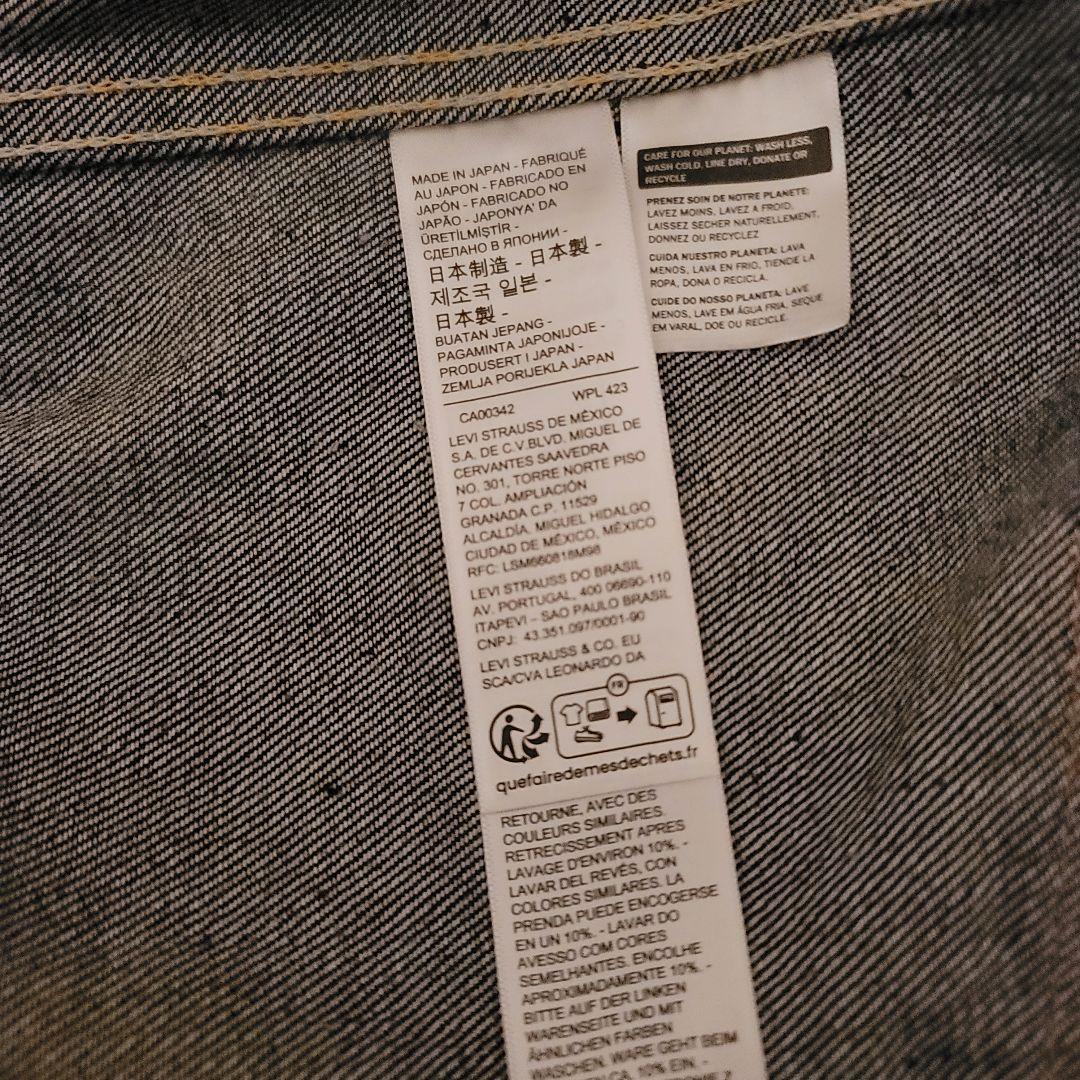 MADE IN JAPAN - FABRIQUÉ
AU JAPON - FABRICADO EN
JAPÓN - FABRICADO NO
JAPÃO - JAPONYA' DA
ÜRETİLMİŞTİR -
СДЕЛАНО В ЯПОНИИ -
日本制造 - 日本製 -
제조국 일본 -
日本製 -
BUATAN JEPANG -
PAGAMINTA JAPONIJOJE -
PRODUSERT I JAPAN -
ZEMLJA PORIJEKLA JAPAN
CA00342 WPL 423
LEVI STRAUSS DE MÉXICO
S.A. DE C.V.BLVD. MIGUEL DE
CERVANTES SAAVEDRA
NO. 301, TORRE NORTE PISO
7 COL. AMPLIACIÓN
GRANADA C.P. 11529
ALCALDÍA. MIGUEL HIDALGO
CIUDAD DE MÉXICO, MÉXICO
RFC: LSM660818M98
LEVI STRAUSS DO BRASIL
AV. PORTUGAL, 400 06690-110
ITAPEVI – SAO PAULO BRASIL
CNPJ: 43.351.097/0001-90
LEVI STRAUSS & CO. EU
SCA/CVA LEONARDO DA
FR
quefairedemesdechets.fr
RETOURNE, AVEC DES
COULEURS SIMILAIRES.
RETRECISSEMENT APRES
LAVAGE D'ENVIRON 10%. -
LAVAR DEL REVÉS, CON
COLORES SIMILARES. LA
PRENDA PUEDE ENCOGERSE
EN UN 10%. - LAVAR DO
AVESSO COM CORES
SEMELHANTES. ENCOLHE
APROXIMADAMENTE 10%. -
BITTE AUF DER LINKEN
WARENSEITE UND MIT
ÄHNLICHEN FARBEN
WASCHEN. WARE GEHT BEIM
CA. 10% EIN. -
CARE FOR OUR PLANET: WASH LESS,
WASH COLD, LINE DRY, DONATE OR
RECYCLE
PRENEZ SOIN DE NOTRE PLANETE:
LAVEZ MOINS, LAVEZ A FROID,
LAISSEZ SECHER NATURELLEMENT,
DONNEZ OU RECYCLEZ
CUIDA NUESTRO PLANETA: LAVA
MENOS, LAVA EN FRIO, TIENDE LA
ROPA, DONA O RECICLA.
CUIDE DO NOSSO PLANETA: LAVE
MENOS, LAVE EM ÁGUA FRIA, SEQUE
EM VARAL, DOE OU RECICLE.